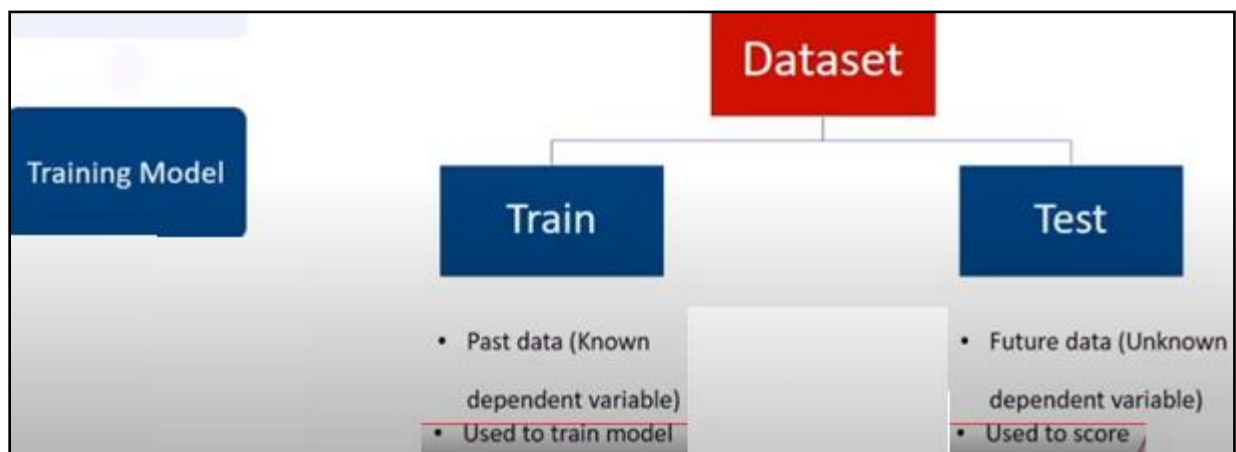 Dataset
Training Model
Train
Test
• Past data (Known
dependent variable)
• Used to train model
• Future data (Unknown
dependent variable)
• Used to score